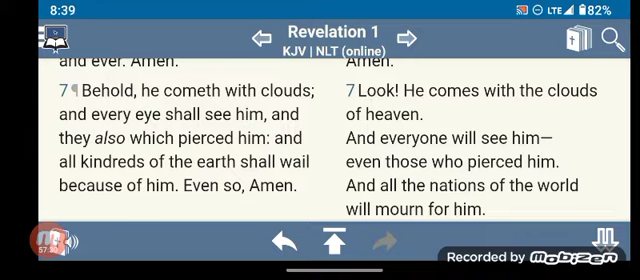 8:39
LTE 82%
Revelation 1
KJV | NLT (online)
and ever. Amen.
7 ¶ Behold, he cometh with clouds;
and every eye shall see him, and
they also which pierced him: and
all kindreds of the earth shall wail
because of him. Even so, Amen.
Amen.
7 Look! He comes with the clouds
of heaven.
And everyone will see him—
even those who pierced him.
And all the nations of the world
will mourn for him.
Recorded by mobizen